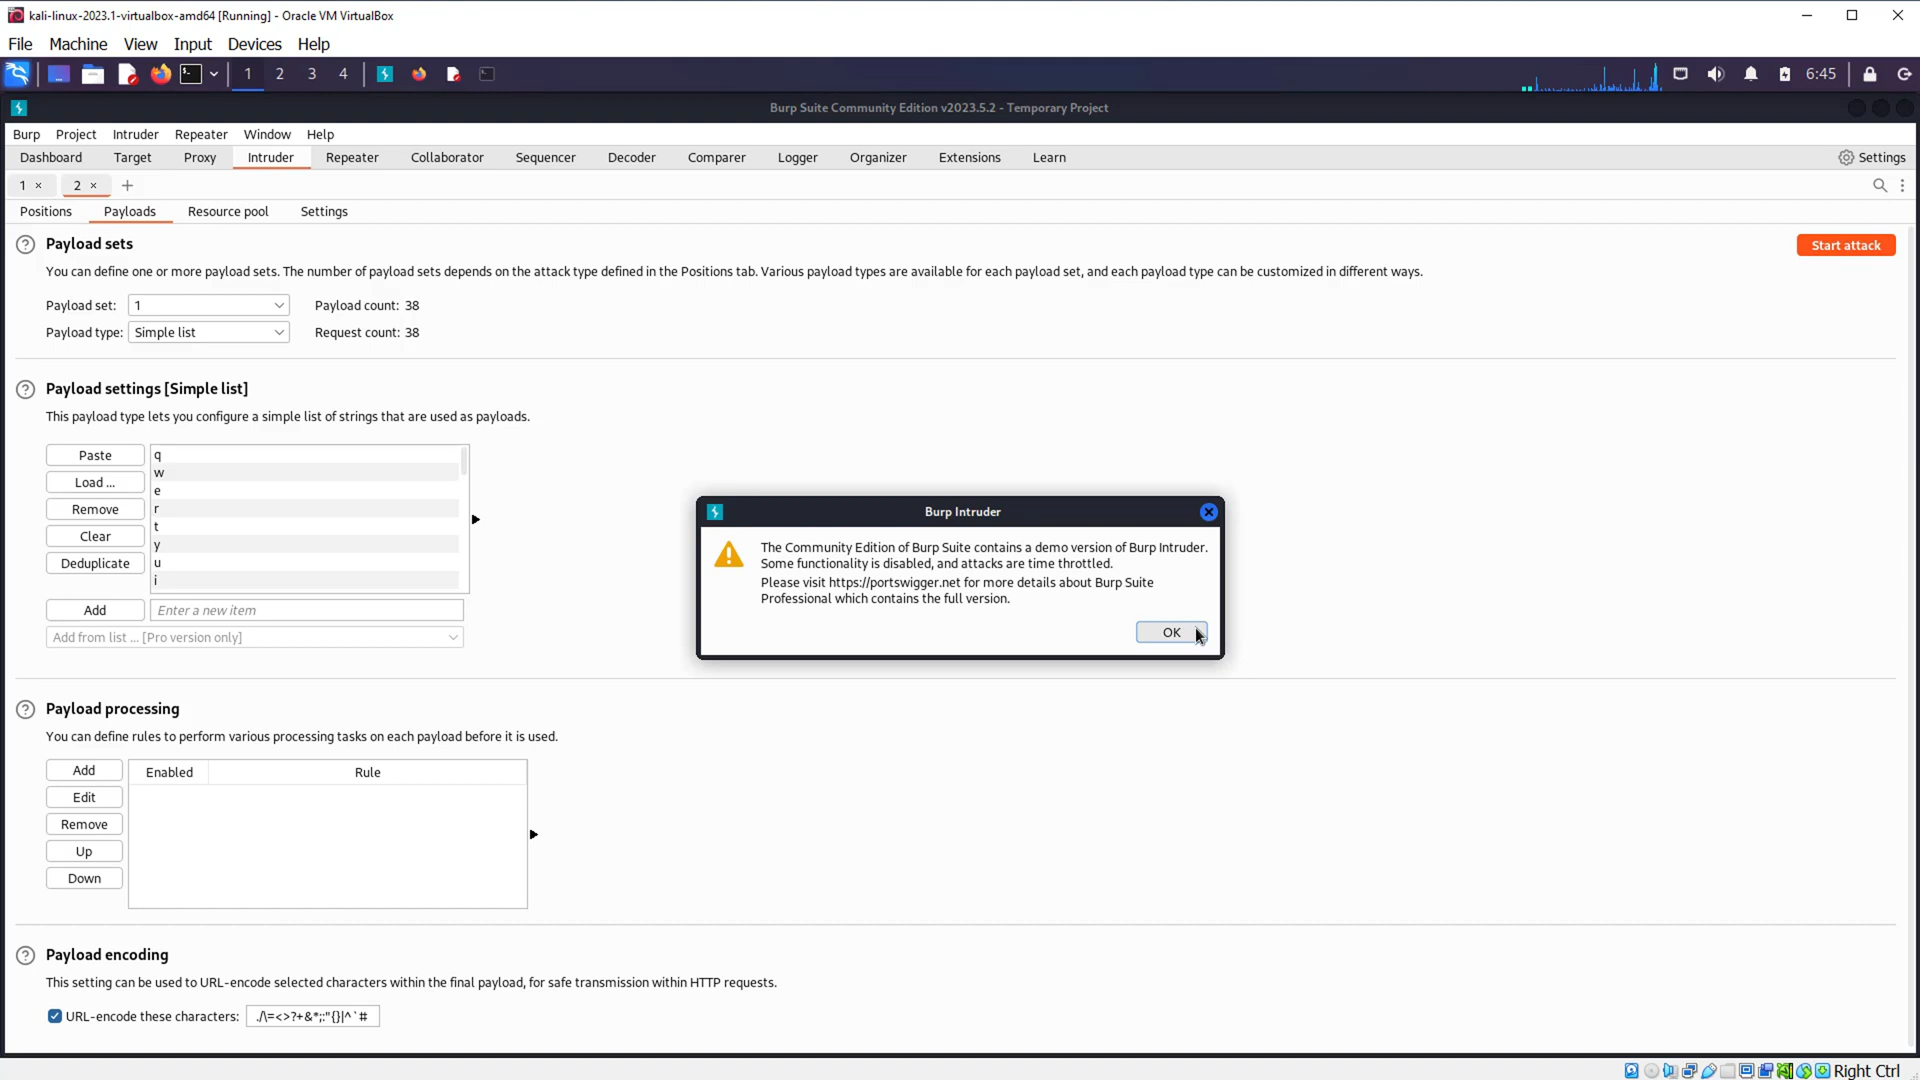 kali-linux-2023.1-virtualbox-amd64 [Running] - Oracle VM VirtualBox
File Machine View Input Devices Help
1 2 3 4 6:45
Burp Suite Community Edition v2023.5.2 - Temporary Project
Burp Project Intruder Repeater Window Help
Dashboard Target Proxy Intruder Repeater Collaborator Sequencer Decoder Comparer Logger Organizer Extensions Learn Settings
1 × 2 × +
Positions Payloads Resource pool Settings
? Payload sets Start attack
You can define one or more payload sets. The number of payload sets depends on the attack type defined in the Positions tab. Various payload types are available for each payload set, and each payload type can be customized in different ways.
Payload set: 1 Payload count: 38
Payload type: Simple list Request count: 38
? Payload settings [Simple list]
This payload type lets you configure a simple list of strings that are used as payloads.
Paste
Load ...
Remove
Clear
Deduplicate
q
w
e
r
t
y
u
i
Add Enter a new item
Add from list ... [Pro version only]
Burp Intruder
The Community Edition of Burp Suite contains a demo version of Burp Intruder.
Some functionality is disabled, and attacks are time throttled.
Please visit https://portswigger.net for more details about Burp Suite
Professional which contains the full version.
OK
? Payload processing
You can define rules to perform various processing tasks on each payload before it is used.
Add
Edit
Remove
Up
Down
Enabled Rule
? Payload encoding
This setting can be used to URL-encode selected characters within the final payload, for safe transmission within HTTP requests.
URL-encode these characters: ./\=<>?+&*;:"{}|^`#
Right Ctrl